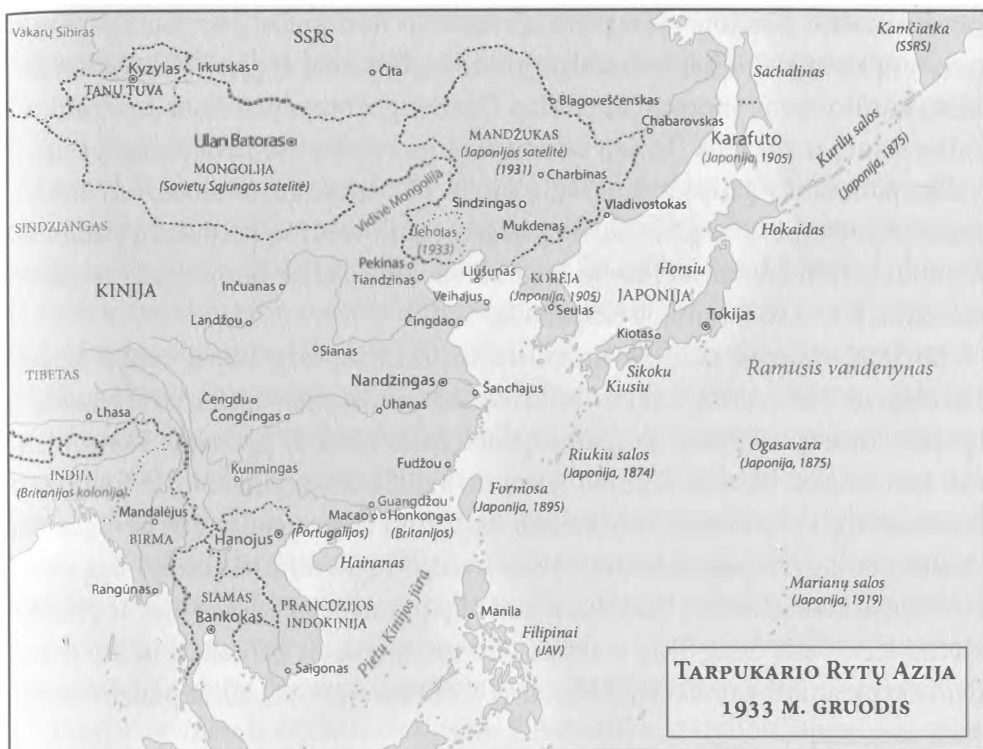 Vakarų Sibiras
SSRS
Kamčiatka
(SSRS)
Kyzylas
Irkutskas
Čita
Sachalinas
TANU TUVA
Blagoveščenskas
Chabarovskas
Ulan Batoras
MANDŽUKAS
(Japonijos satelitė)
(1931)
Karafuto
(Japonija, 1905)
Kurilų salos
(Japonija, 1875)
MONGOLIJA
(Sovietų Sąjungos satelitė)
Charbinas
Vidinė Mongolija
Sindzingas
Vladivostokas
SINDZIANGAS
Jeholas
(1933)
Mukdenas
Hokaidas
Pekinas
Tiandzinas
Lijušunas
Honsiu
KINIJA
Inčuanas
Veihajus
KORĖJA
(Japonija, 1905)
Seulas
JAPONIJA
Landžou
Čingdao
Tokijas
Kiotas
Sianas
Sikoku
Kiusiu
TIBETAS
Nandzingas
Šanchajus
Ramusis vandenynas
Lhasa
Čengdu
Čongčingas
Uhanas
Riukiu salos
(Japonija, 1874)
Ogasavara
(Japonija, 1875)
INDIJA
(Britanijos kolonija)
Kunmingas
Fudžou
Formosa
(Japonija, 1895)
Mandalėjus
BIRMA
Hanojus
Guangdžou
Macao
Honkongas
(Portugalijos)
(Britanijos)
Hainanas
Rangūnas
SIAMAS
Bankokas
PRANCŪZIJOS
INDOKINIJA
Pietų Kinijos jūra
Manila
Filipinai
(JAV)
Marianų salos
(Japonija, 1919)
Saigonas
TARPUKARIO RYTŲ AZIJA
1933 M. GRUODIS